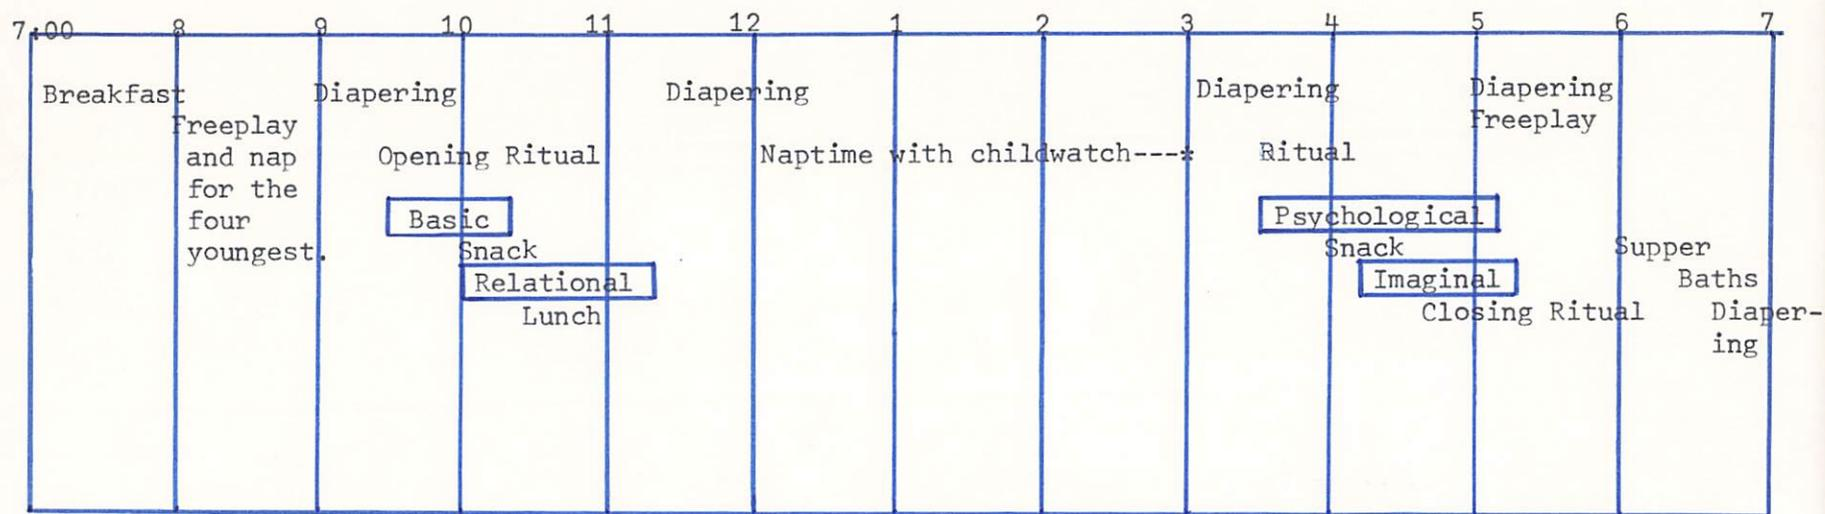 7:00 8 9 10 11 12 1 2 3 4 5 6 7
Breakfast
Freeplay
and nap
for the
four
youngest.
Diapering
Opening Ritual
Basic
Snack
Relational
Lunch
Diapering
Naptime with childwatch---*
Diapering
Ritual
Psychological
Snack
Imaginal
Closing Ritual
Diapering
Freeplay
Supper
Baths
Diaper-
ing